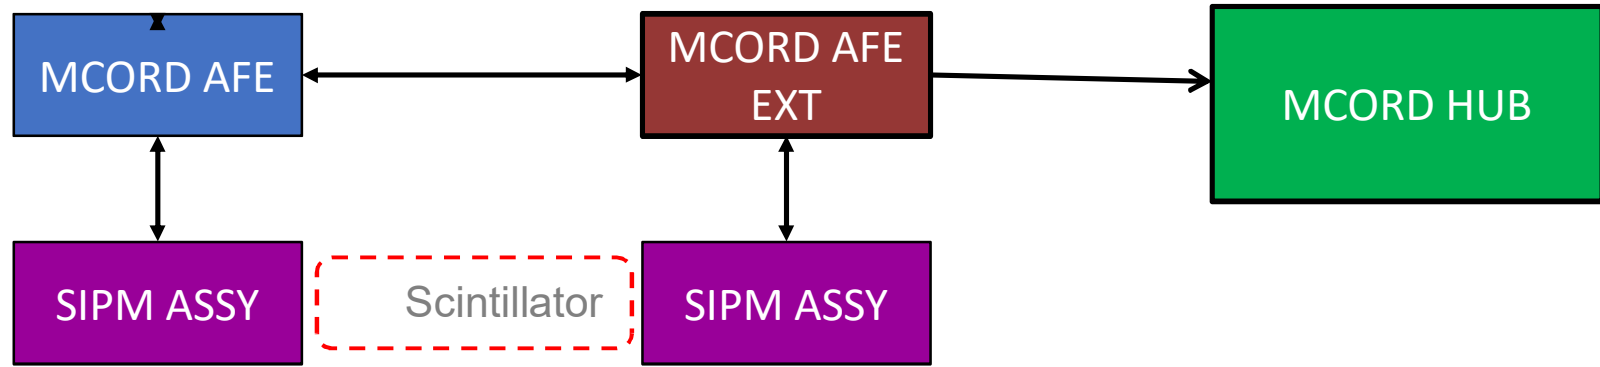 MCORD AFE
MCORD AFE
EXT
MCORD HUB
SIPM ASSY
Scintillator
SIPM ASSY